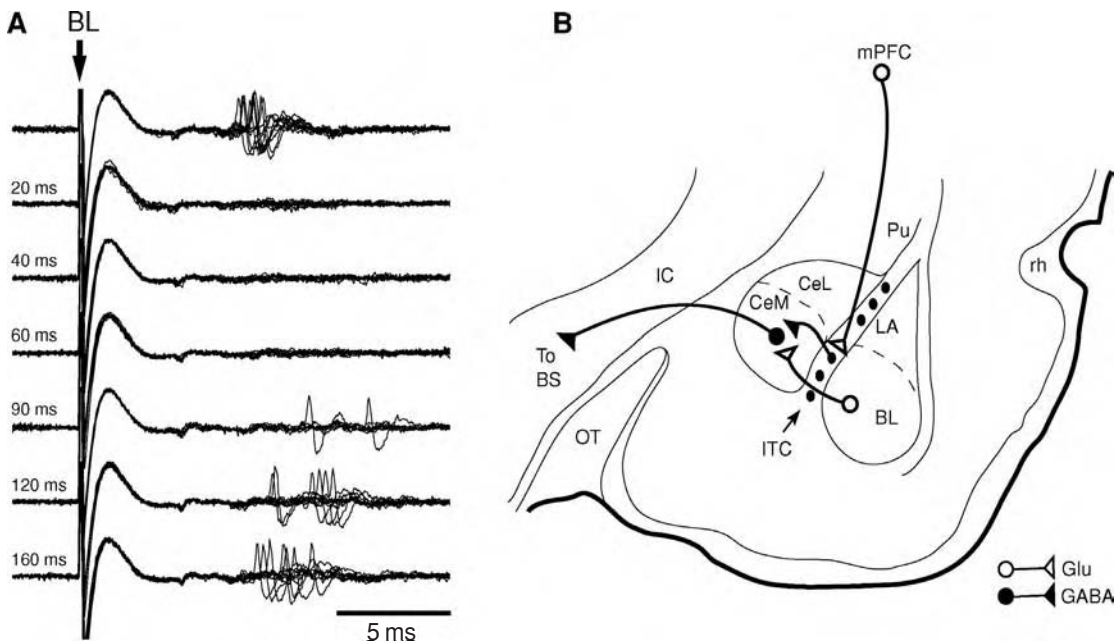 A
BL
20 ms
40 ms
60 ms
90 ms
120 ms
160 ms
5 ms
B
mPFC
Pu
rh
IC
CeL
CeM
LA
To
BS
BL
ITC
OT
Glu
GABA